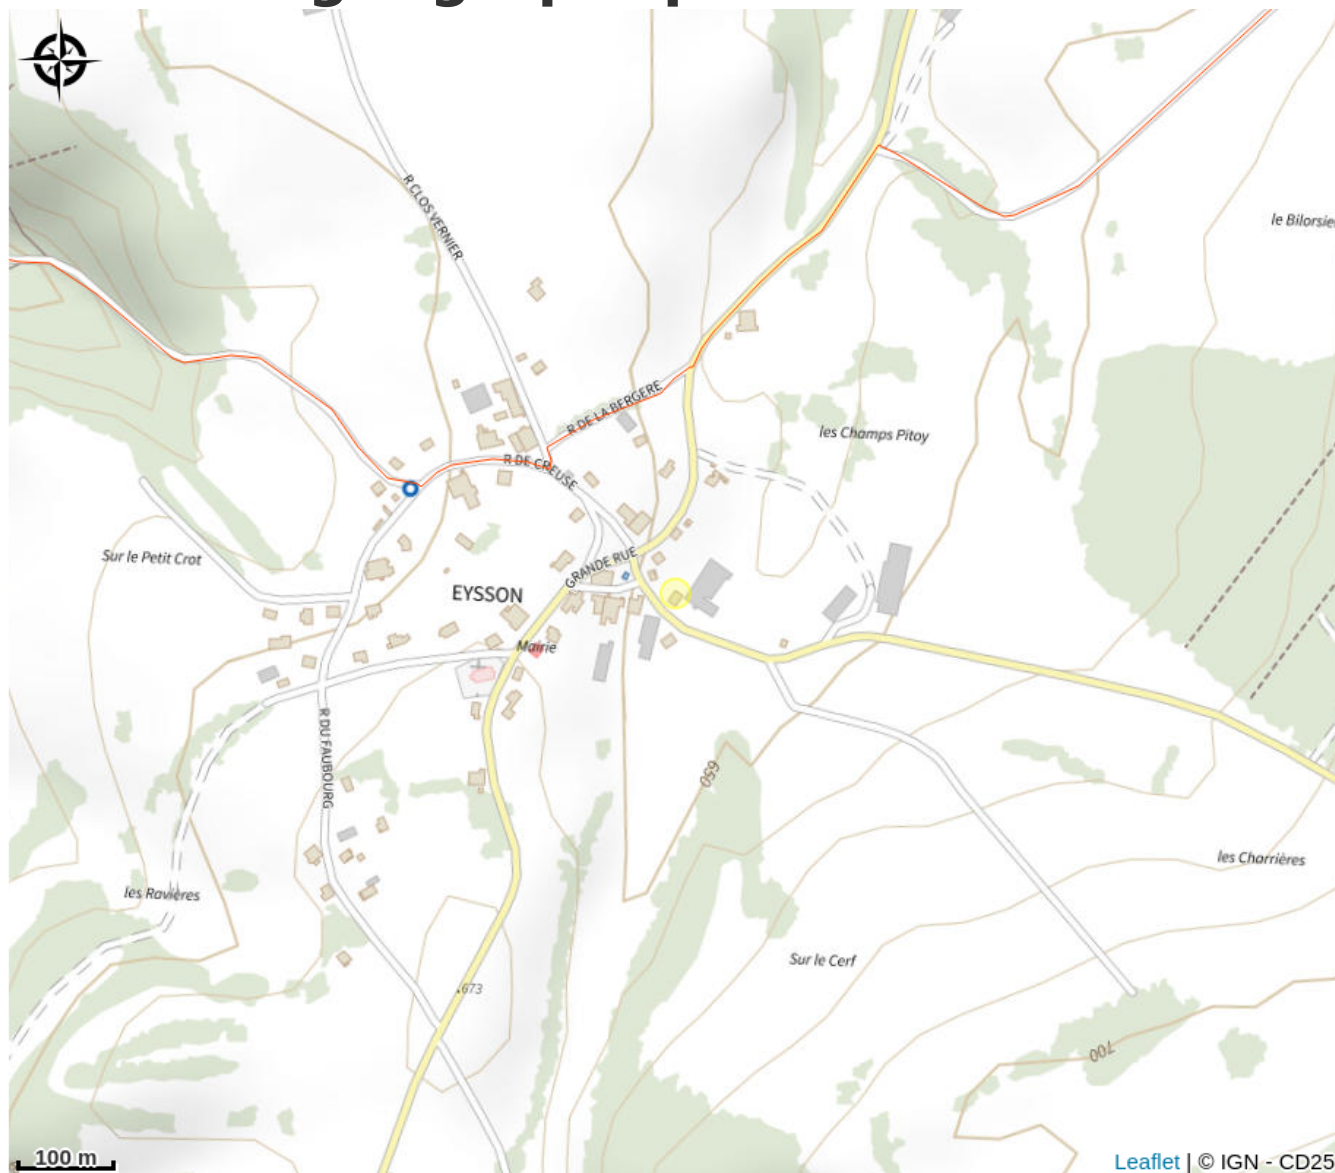 R CLOS VERNIER
le Bilorsie
R DE LA BERGERE
les Champs Pitoy
R DE CREUSE
Sur le Petit Crot
GRANDE RUE
EYSSON
Mairie
R DU FAUBOURG
650
les Charrières
les Ravières
Sur le Cerf
673
700
100 m
Leaflet | © IGN - CD25